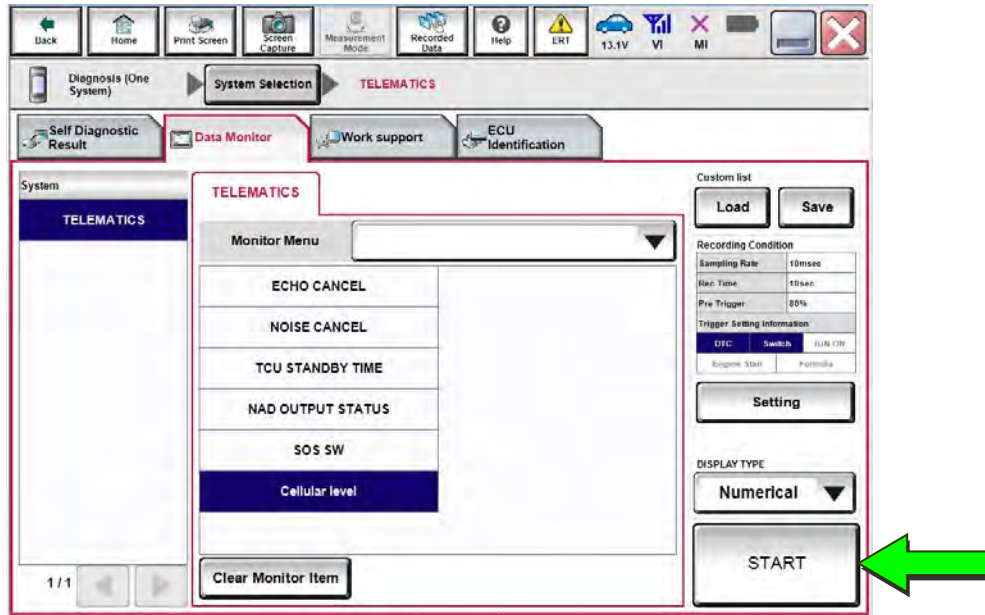 Back
Home
Print Screen
Screen
Capture
Measurement
Mode
Recorded
Data
Help
ERT
13.1V
VI
MI
Diagnosis (One
System)
System Selection
TELEMATICS
Self Diagnostic
Result
Data Monitor
Work support
ECU
Identification
System
TELEMATICS
1/1
TELEMATICS
Monitor Menu
ECHO CANCEL
NOISE CANCEL
TCU STANDBY TIME
NAD OUTPUT STATUS
SOS SW
Cellular level
Clear Monitor Item
Custom list
Load
Save
Recording Condition
Sampling Rate 10msec
Rec Time 10sec
Pre Trigger 80%
Trigger Setting Information
DTC Switch IGN ON
Engine Stall Formula
Setting
DISPLAY TYPE
Numerical
START